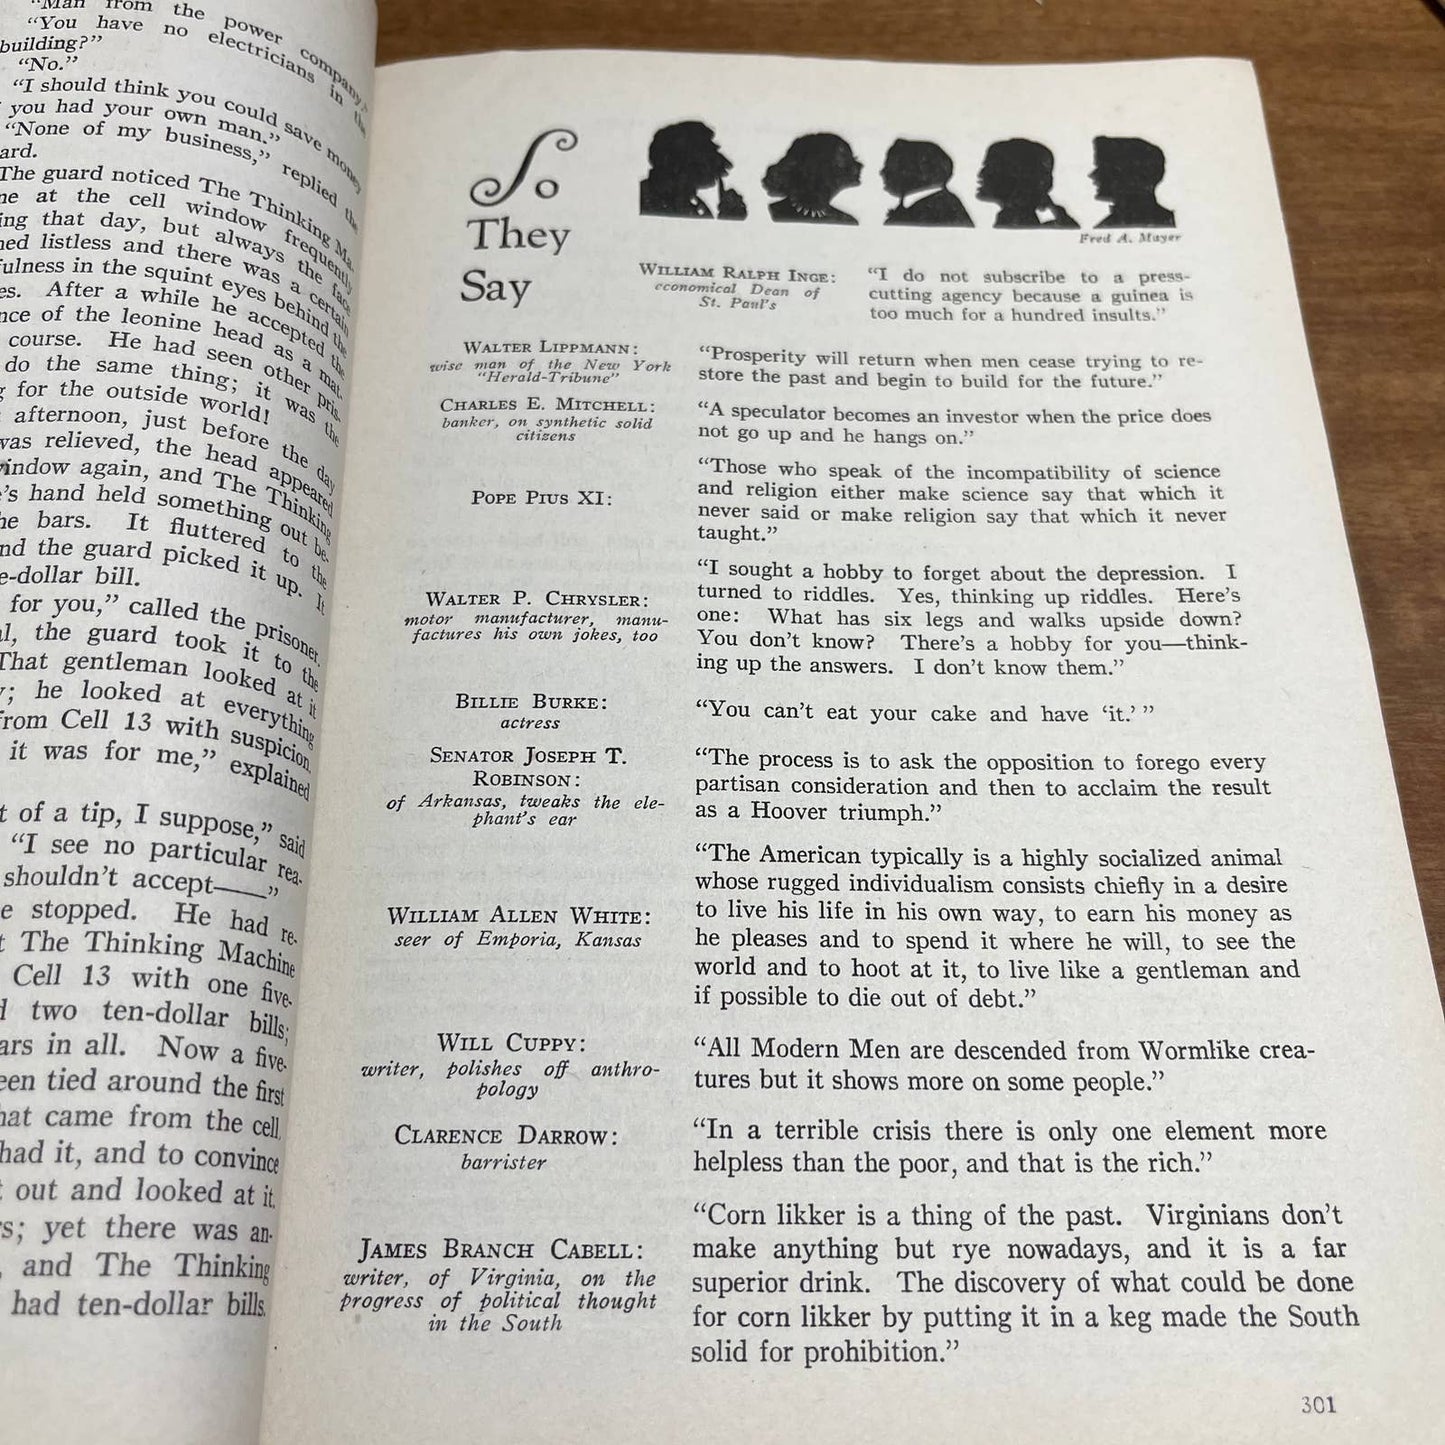 "Man from the power company,"
"You have no electricians in the
building?"
"No."
"I should think you could save money
you had your own man."
"None of my business," replied the
ard.
The guard noticed The Thinking Ma-
ne at the cell window frequently
ing that day, but always the face
ned listless and there was a certain
fulness in the squint eyes behind the
es. After a while he accepted the
nce of the leonine head as a mat-
course. He had seen other pris-
do the same thing; it was the
g for the outside world!
afternoon, just before the day
was relieved, the head appeared
window again, and The Thinking
e's hand held something out be-
he bars. It fluttered to the
nd the guard picked it up. It
e-dollar bill.
for you," called the prisoner.
al, the guard took it to the
That gentleman looked at it
y; he looked at everything
from Cell 13 with suspicion.
it was for me," explained
t of a tip, I suppose," said
"I see no particular rea-
shouldn't accept——"
e stopped. He had re-
t The Thinking Machine
Cell 13 with one five-
d two ten-dollar bills;
ars in all. Now a five-
een tied around the first
hat came from the cell.
had it, and to convince
t out and looked at it.
rs; yet there was an-
, and The Thinking
had ten-dollar bills.
So
They
Say
Fred A. Mayer
WILLIAM RALPH INGE:
economical Dean of
St. Paul's
"I do not subscribe to a press-
cutting agency because a guinea is
too much for a hundred insults."
WALTER LIPPMANN:
wise man of the New York
"Herald-Tribune"
"Prosperity will return when men cease trying to re-
store the past and begin to build for the future."
CHARLES E. MITCHELL:
banker, on synthetic solid
citizens
"A speculator becomes an investor when the price does
not go up and he hangs on."
POPE PIUS XI:
"Those who speak of the incompatibility of science
and religion either make science say that which it
never said or make religion say that which it never
taught."
WALTER P. CHRYSLER:
motor manufacturer, manu-
factures his own jokes, too
"I sought a hobby to forget about the depression. I
turned to riddles. Yes, thinking up riddles. Here's
one: What has six legs and walks upside down?
You don't know? There's a hobby for you—think-
ing up the answers. I don't know them."
BILLIE BURKE:
actress
"You can't eat your cake and have 'it.' "
SENATOR JOSEPH T.
ROBINSON:
of Arkansas, tweaks the ele-
phant's ear
"The process is to ask the opposition to forego every
partisan consideration and then to acclaim the result
as a Hoover triumph."
WILLIAM ALLEN WHITE:
seer of Emporia, Kansas
"The American typically is a highly socialized animal
whose rugged individualism consists chiefly in a desire
to live his life in his own way, to earn his money as
he pleases and to spend it where he will, to see the
world and to hoot at it, to live like a gentleman and
if possible to die out of debt."
WILL CUPPY:
writer, polishes off anthro-
pology
"All Modern Men are descended from Wormlike crea-
tures but it shows more on some people."
CLARENCE DARROW:
barrister
"In a terrible crisis there is only one element more
helpless than the poor, and that is the rich."
JAMES BRANCH CABELL:
writer, of Virginia, on the
progress of political thought
in the South
"Corn likker is a thing of the past. Virginians don't
make anything but rye nowadays, and it is a far
superior drink. The discovery of what could be done
for corn likker by putting it in a keg made the South
solid for prohibition."
301